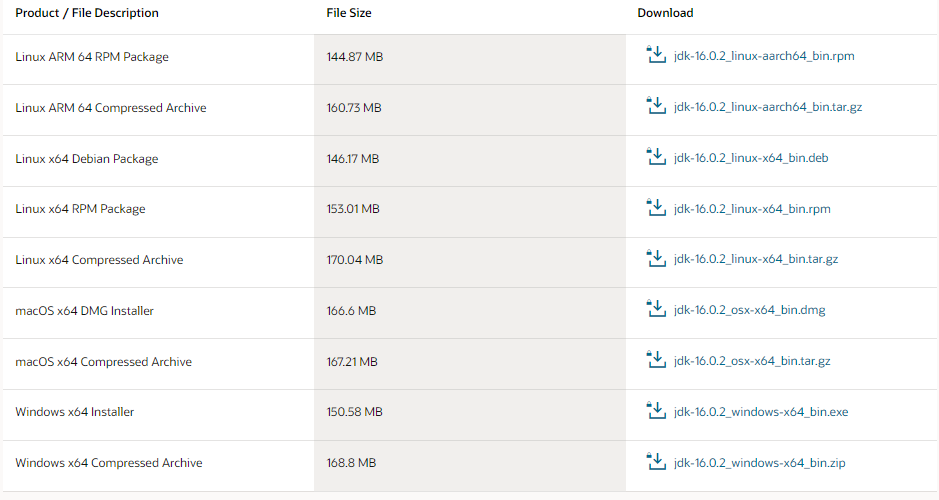 Product / File Description File Size Download
Linux ARM 64 RPM Package 144.87 MB jdk-16.0.2_linux-aarch64_bin.rpm
Linux ARM 64 Compressed Archive 160.73 MB jdk-16.0.2_linux-aarch64_bin.tar.gz
Linux x64 Debian Package 146.17 MB jdk-16.0.2_linux-x64_bin.deb
Linux x64 RPM Package 153.01 MB jdk-16.0.2_linux-x64_bin.rpm
Linux x64 Compressed Archive 170.04 MB jdk-16.0.2_linux-x64_bin.tar.gz
macOS x64 DMG Installer 166.6 MB jdk-16.0.2_osx-x64_bin.dmg
macOS x64 Compressed Archive 167.21 MB jdk-16.0.2_osx-x64_bin.tar.gz
Windows x64 Installer 150.58 MB jdk-16.0.2_windows-x64_bin.exe
Windows x64 Compressed Archive 168.8 MB jdk-16.0.2_windows-x64_bin.zip